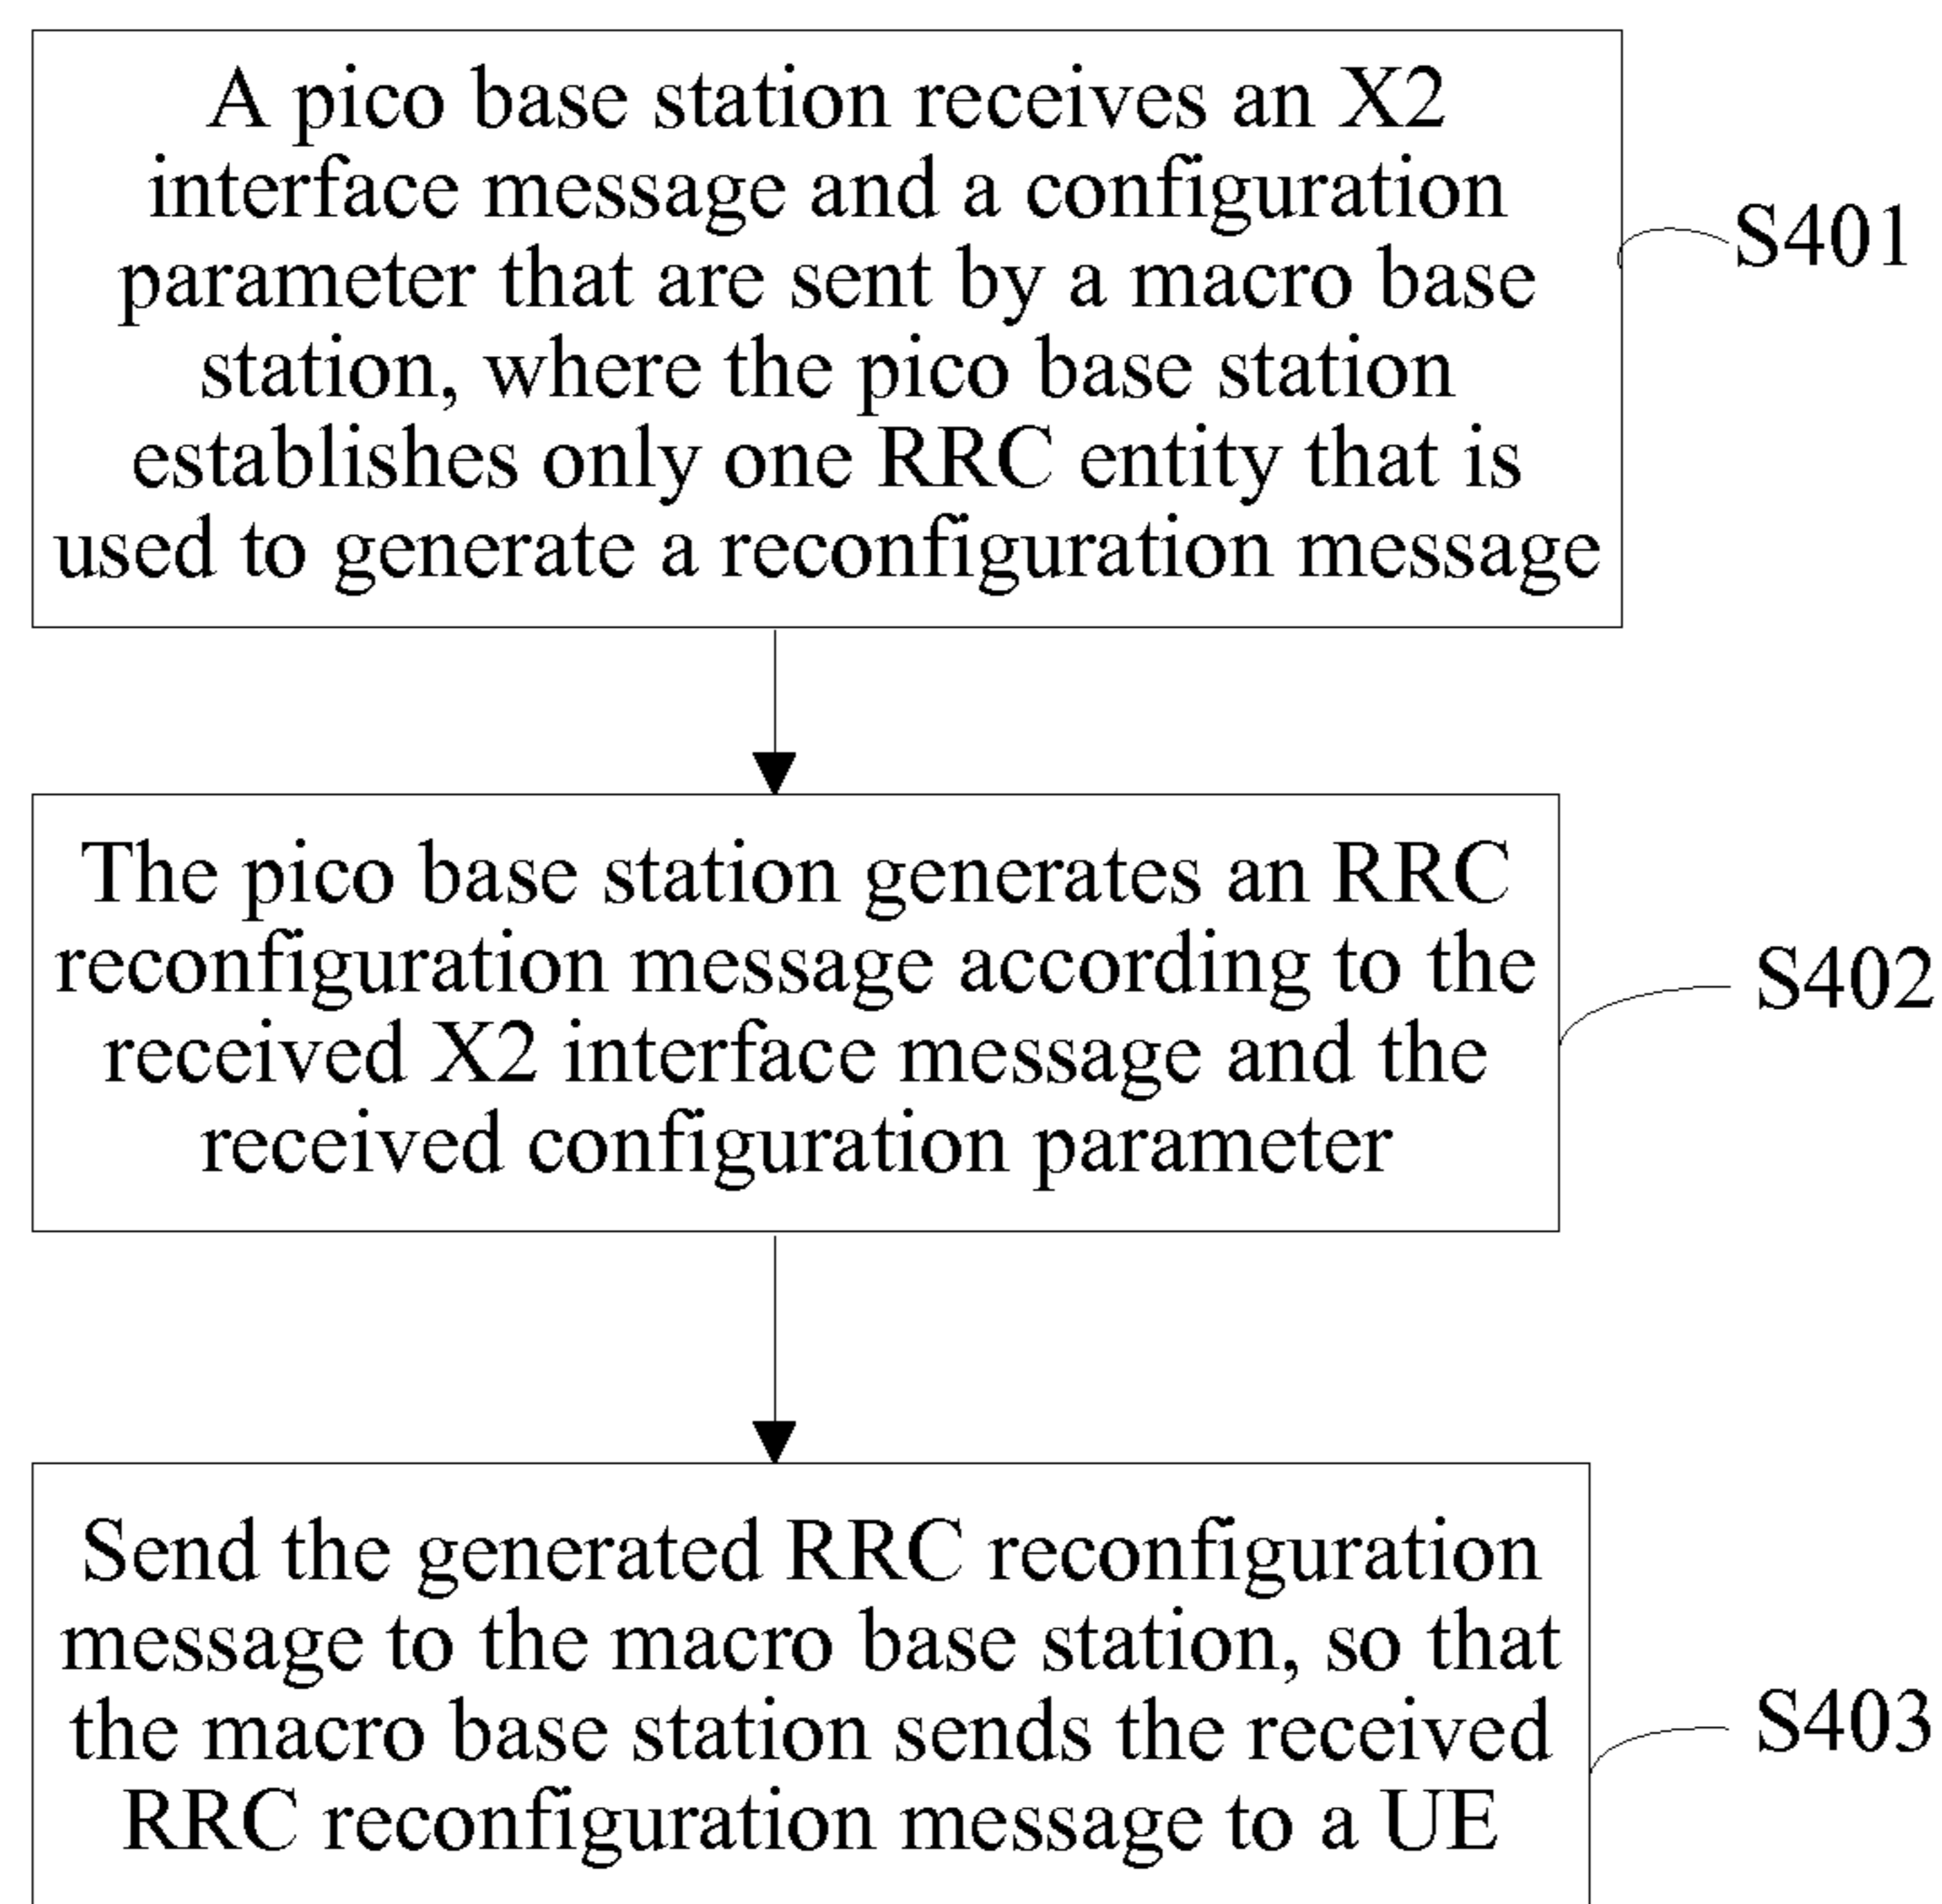 A pico base station receives an X2
interface message and a configuration
parameter that are sent by a macro base
station, where the pico base station
establishes only one RRC entity that is
used to generate a reconfiguration message
S401
The pico base station generates an RRC
reconfiguration message according to the
received X2 interface message and the
received configuration parameter
S402
Send the generated RRC reconfiguration
message to the macro base station, so that
the macro base station sends the received
RRC reconfiguration message to a UE
S403